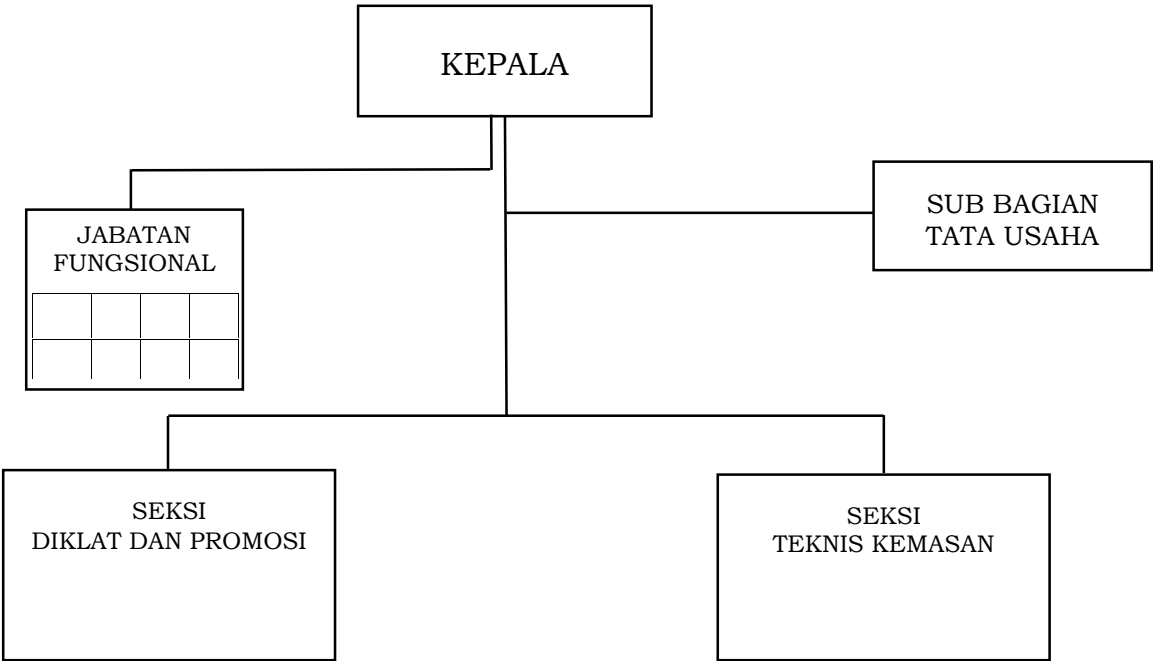 KEPALA
SUB BAGIAN
TATA USAHA
JABATAN
FUNGSIONAL
SEKSI
DIKLAT DAN PROMOSI
SEKSI
TEKNIS KEMASAN